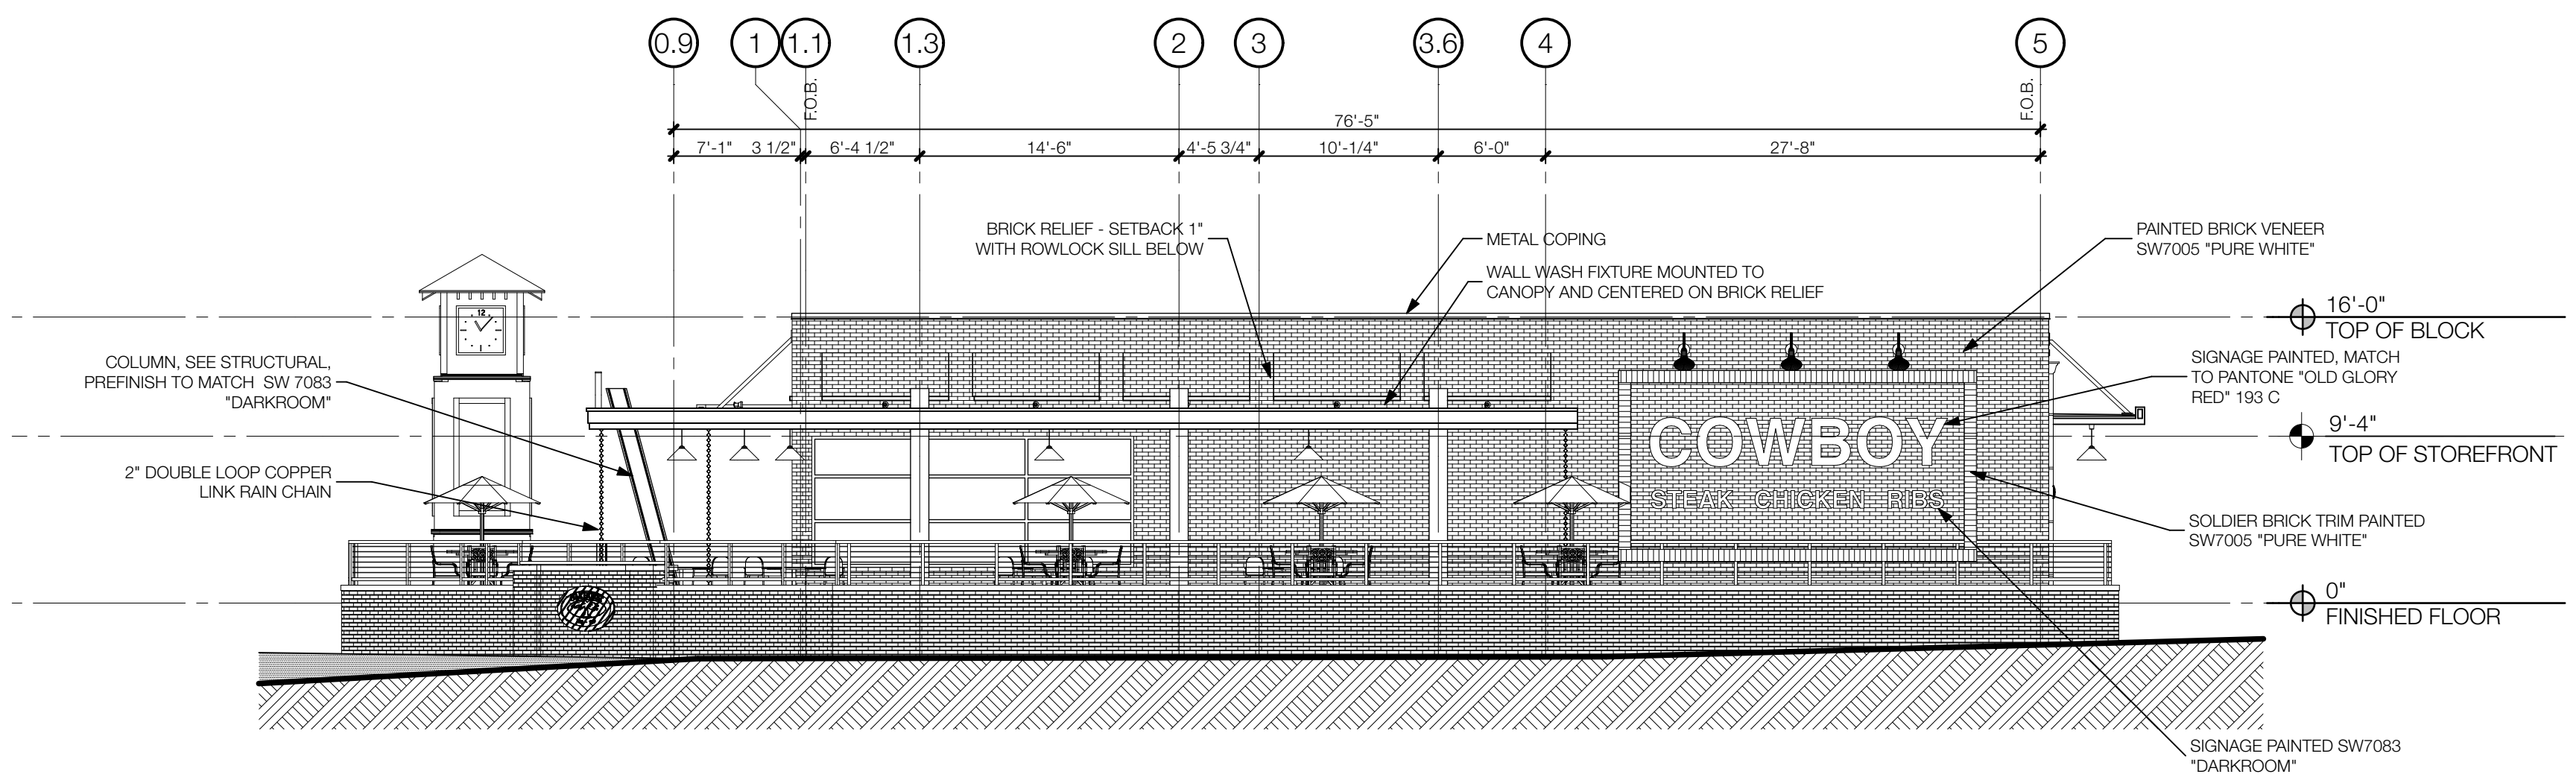 0.9 1 1.1 1.3 2 3 3.6 4 5
F.O.B. F.O.B.
76'-5"
7'-1" 3 1/2" 6'-4 1/2" 14'-6" 4'-5 3/4" 10'-1/4" 6'-0" 27'-8"
BRICK RELIEF - SETBACK 1"
WITH ROWLOCK SILL BELOW
METAL COPING
WALL WASH FIXTURE MOUNTED TO
CANOPY AND CENTERED ON BRICK RELIEF
PAINTED BRICK VENEER
SW7005 "PURE WHITE"
16'-0"
TOP OF BLOCK
12
COLUMN, SEE STRUCTURAL,
PREFINISH TO MATCH SW 7083
"DARKROOM"
SIGNAGE PAINTED, MATCH
TO PANTONE "OLD GLORY
RED" 193 C
9'-4"
TOP OF STOREFRONT
COWBOY
STEAK CHICKEN RIBS
2" DOUBLE LOOP COPPER
LINK RAIN CHAIN
SOLDIER BRICK TRIM PAINTED
SW7005 "PURE WHITE"
0"
FINISHED FLOOR
SIGNAGE PAINTED SW7083
"DARKROOM"